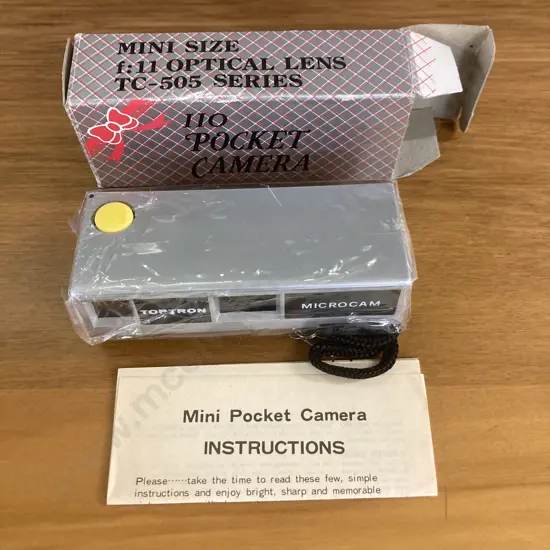 MINI SIZE
f:11 OPTICAL LENS
TC-505 SERIES
110
POCKET
CAMERA
TOPTRON
MICROCAM
Mini Pocket Camera
INSTRUCTIONS
Please······take the time to read these few, simple
instructions and enjoy bright, sharp and memorable